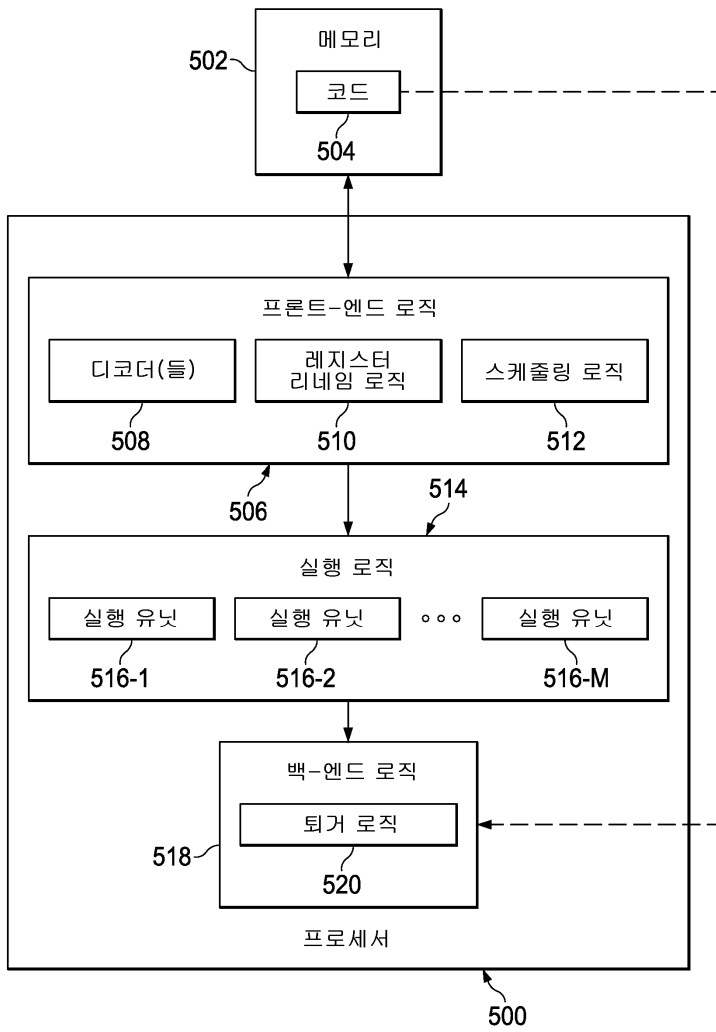 메모리
502
코드
504
프론트-엔드 로직
디코더(들)
레지스터
리네임 로직
스케줄링 로직
508
510
512
506
514
실행 로직
실행 유닛
실행 유닛
실행 유닛
516-1
516-2
516-M
백-엔드 로직
퇴거 로직
518
520
프로세서
500